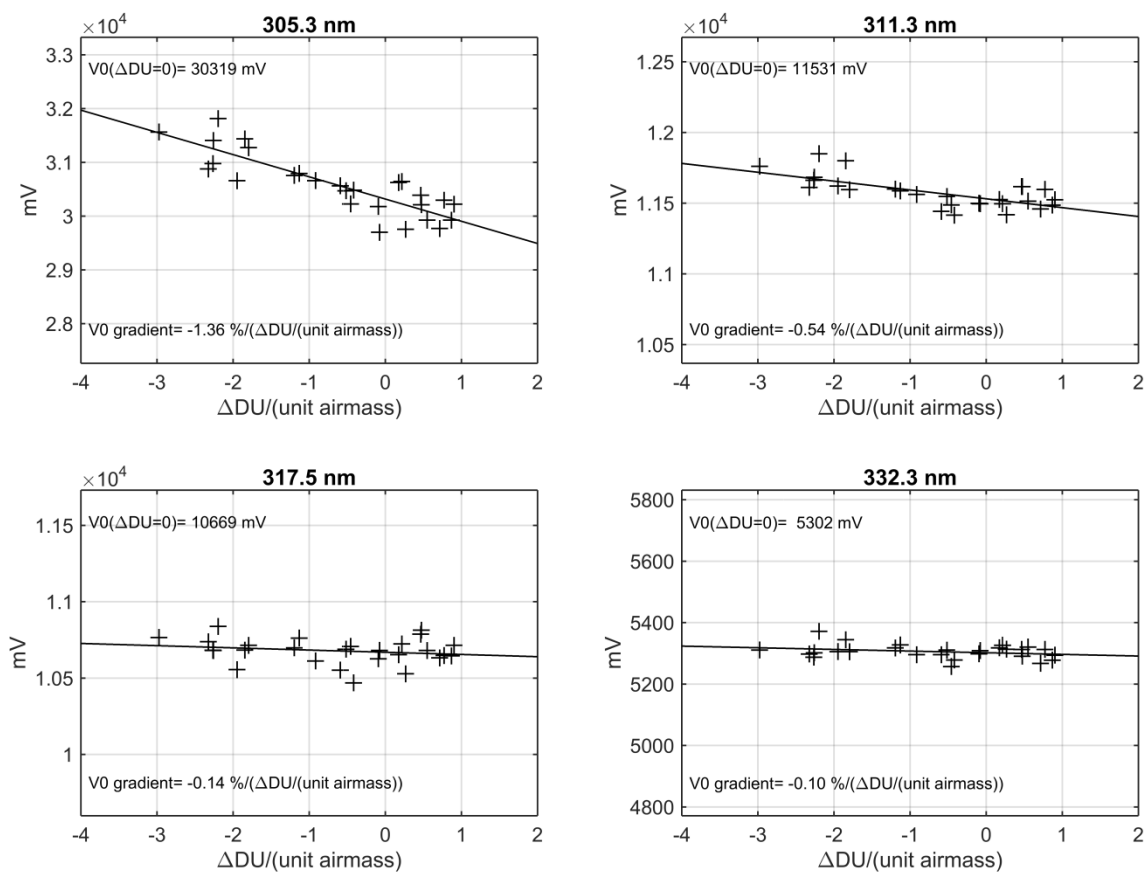 305.3 nm
×10⁴
V0(ΔDU=0)= 30319 mV
3.3
3.2
3.1
3
2.9
2.8
mV
V0 gradient= -1.36 %/(ΔDU/(unit airmass))
-4 -3 -2 -1 0 1 2
ΔDU/(unit airmass)
311.3 nm
×10⁴
V0(ΔDU=0)= 11531 mV
1.25
1.2
1.15
1.1
1.05
mV
V0 gradient= -0.54 %/(ΔDU/(unit airmass))
-4 -3 -2 -1 0 1 2
ΔDU/(unit airmass)
317.5 nm
×10⁴
V0(ΔDU=0)= 10669 mV
1.15
1.1
1.05
1
mV
V0 gradient= -0.14 %/(ΔDU/(unit airmass))
-4 -3 -2 -1 0 1 2
ΔDU/(unit airmass)
332.3 nm
5800
V0(ΔDU=0)= 5302 mV
5600
5400
5200
5000
4800
mV
V0 gradient= -0.10 %/(ΔDU/(unit airmass))
-4 -3 -2 -1 0 1 2
ΔDU/(unit airmass)